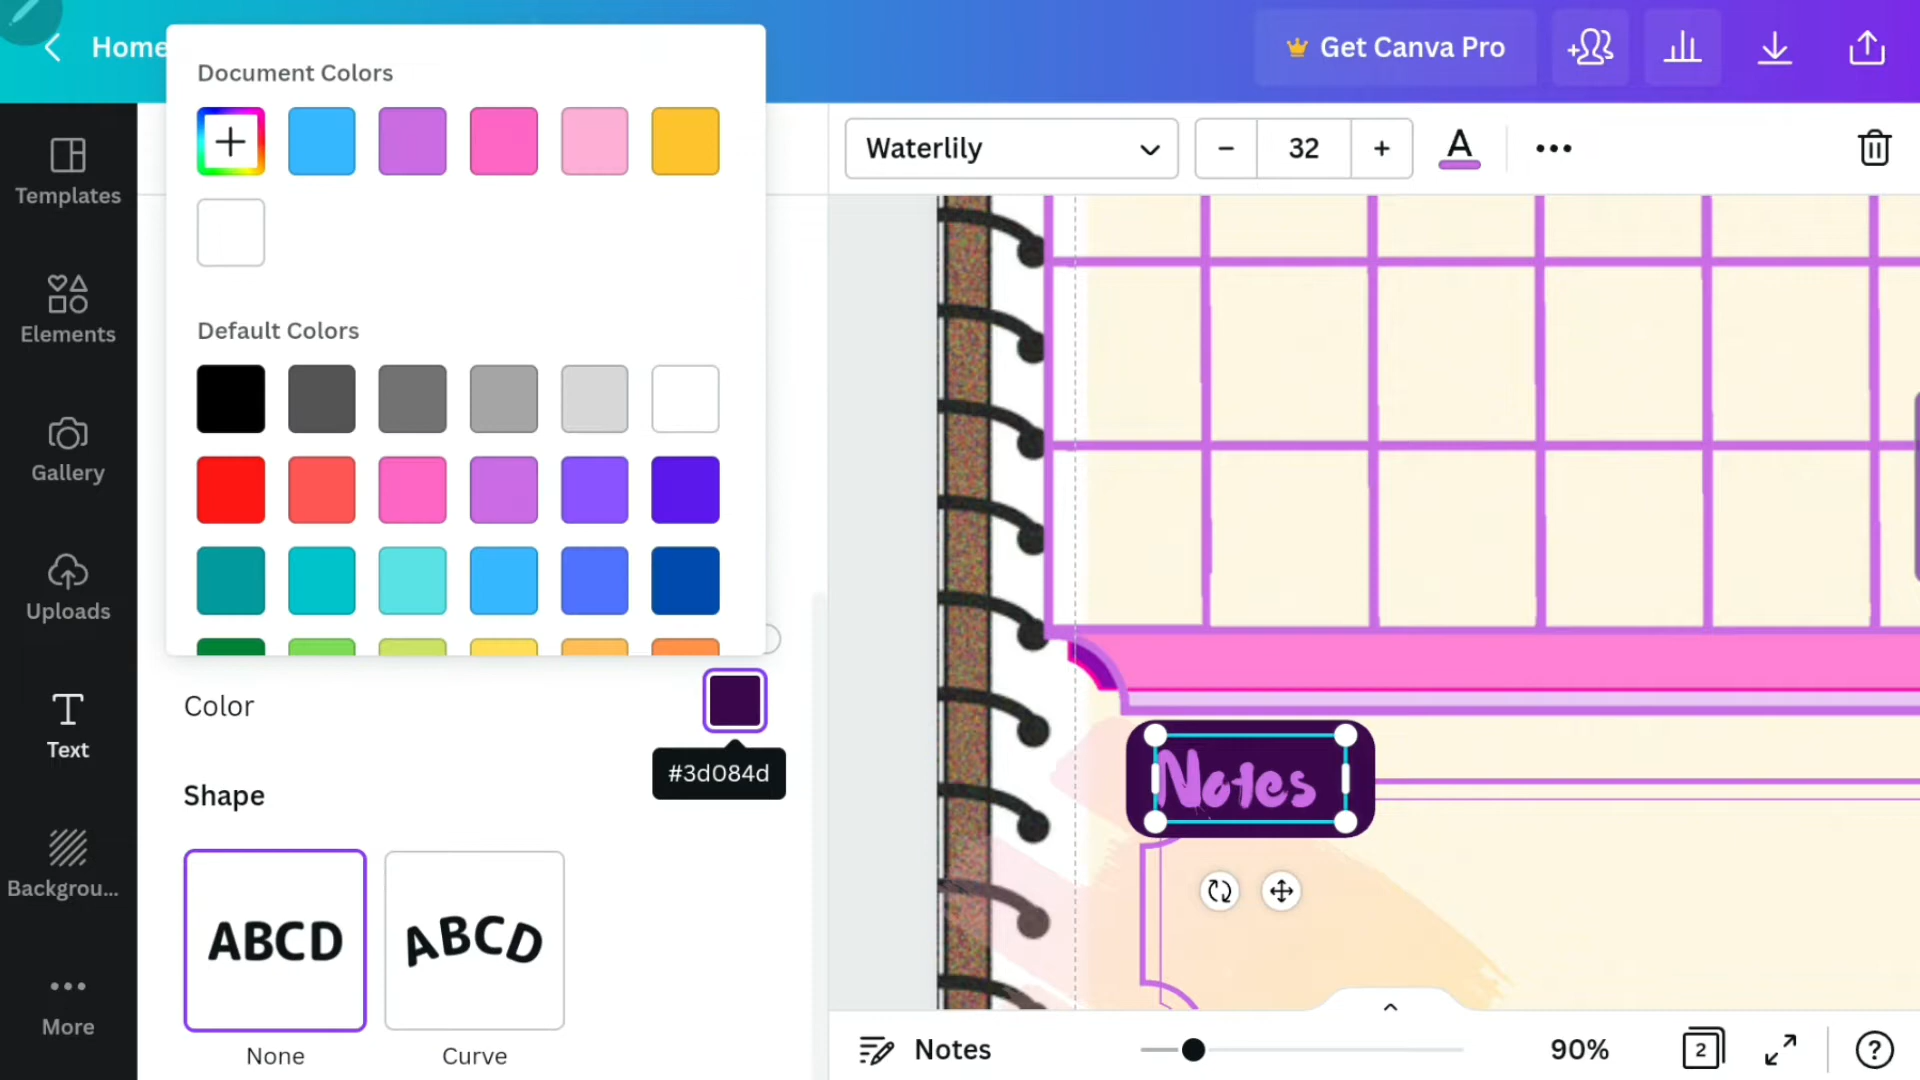 Home
Get Canva Pro
Document Colors
Default Colors
Color
#3d084d
Shape
ABCD
ABCD
None
Curve
Templates
Elements
Gallery
Uploads
Text
Backgrou...
More
Waterlily
32
A
Notes
Notes
90%
2
?